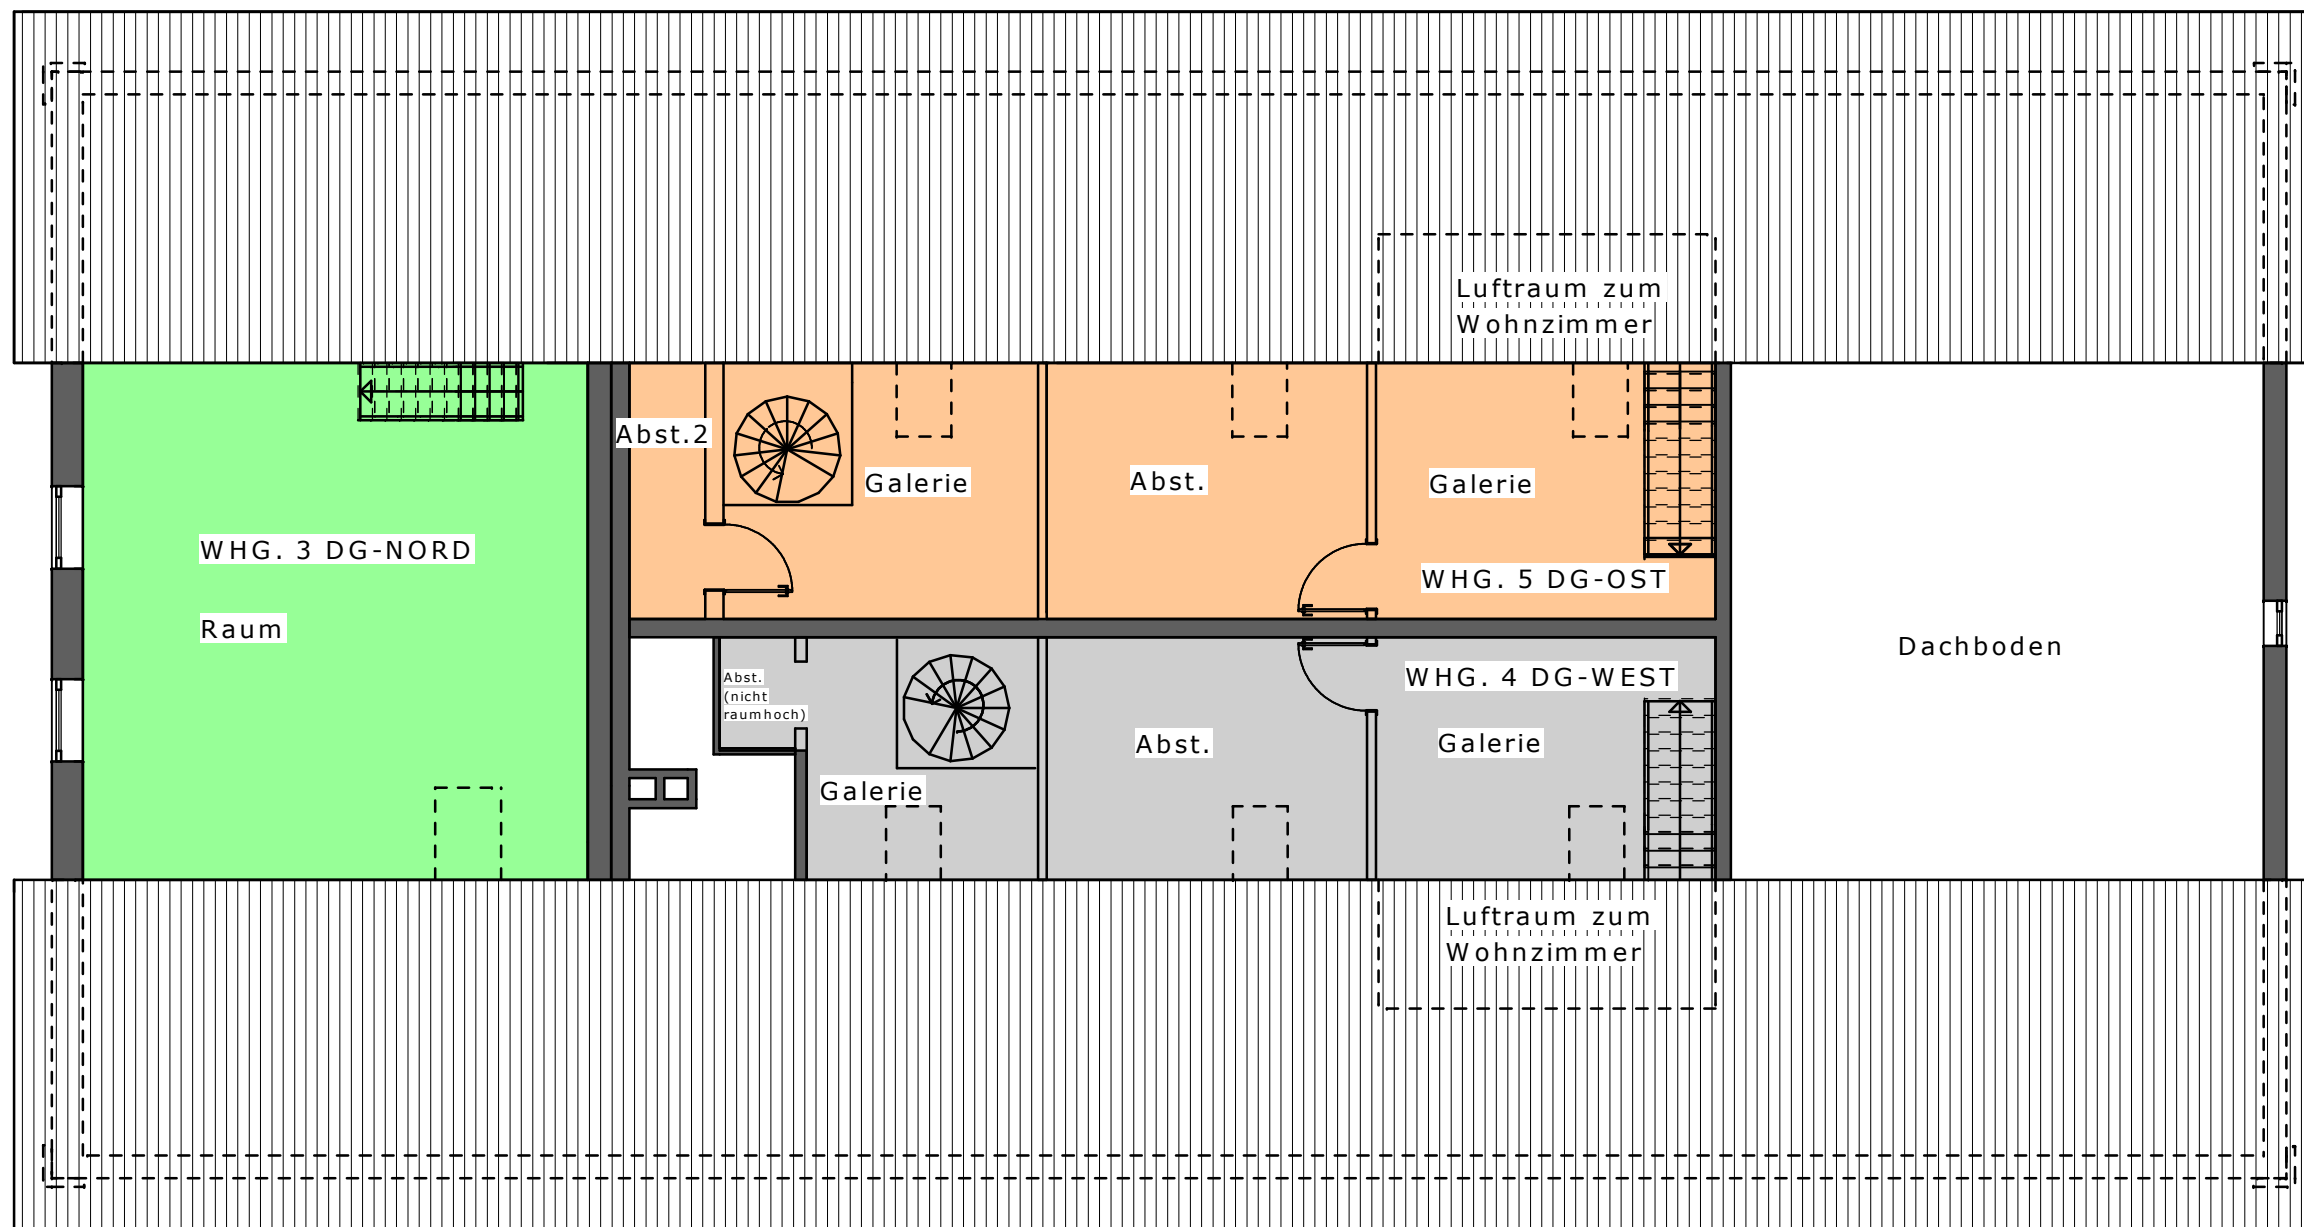 Luftraum zum
Wohnzimmer
Abst.2
Galerie
Abst.
Galerie
WHG. 3 DG-NORD
WHG. 5 DG-OST
Raum
Dachboden
Abst.
(nicht
raumhoch)
WHG. 4 DG-WEST
Abst.
Galerie
Galerie
Luftraum zum
Wohnzimmer